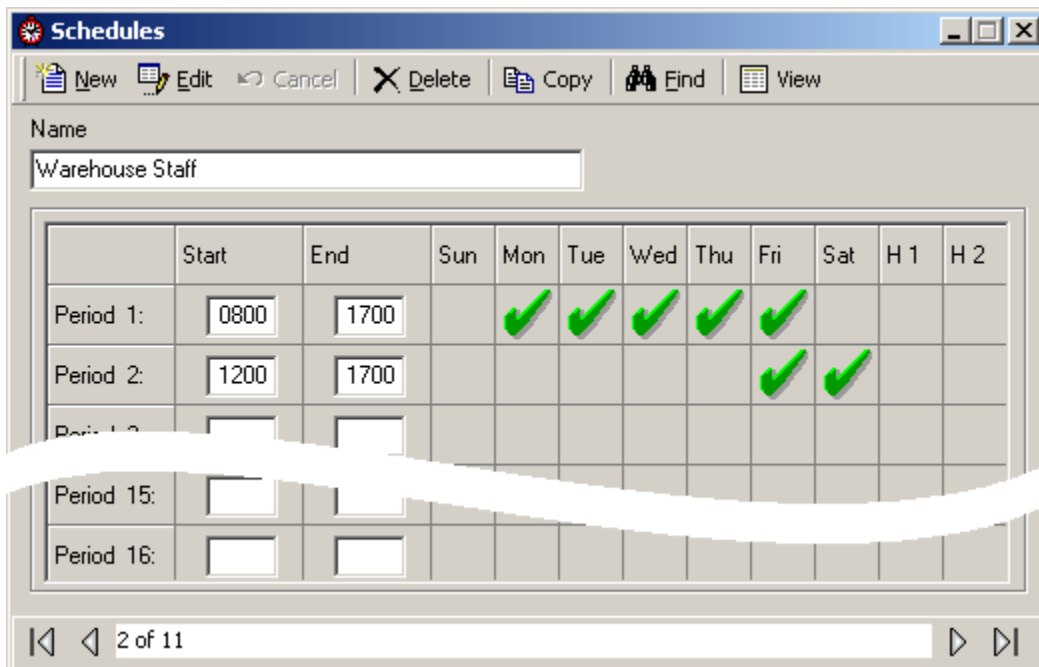 Schedules
New Edit Cancel Delete Copy Find View
Name
Warehouse Staff
Start End Sun Mon Tue Wed Thu Fri Sat H 1 H 2
Period 1: 0800 1700
Period 2: 1200 1700
Period 15:
Period 16:
2 of 11